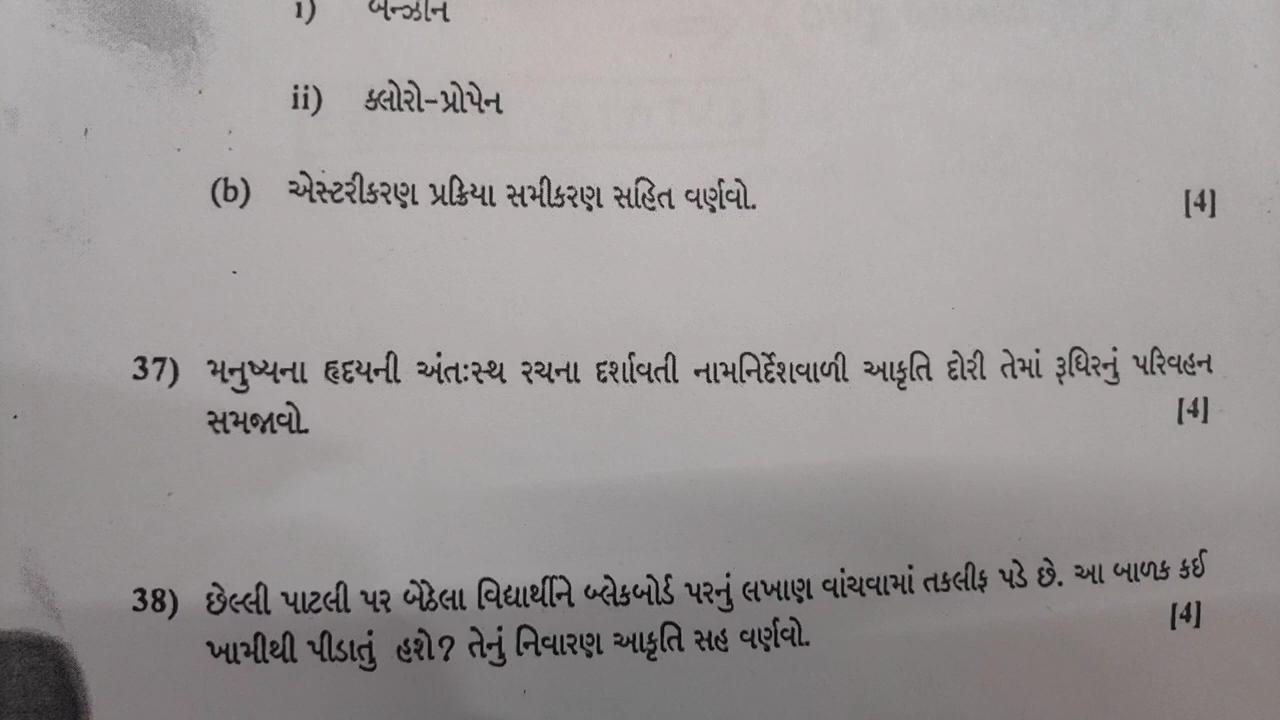 i) બેન્ઝીન
ii) ક્લોરો-પ્રોપેન
(b) એસ્ટરીકરણ પ્રક્રિયા સમીકરણ સહિત વર્ણવો. [4]
37) મનુષ્યના હૃદયની અંતઃસ્થ રચના દર્શાવતી નામનિર્દેશવાળી આકૃતિ દોરી તેમાં રૂધિરનું પરિવહન
સમજાવો. [4]
38) છેલ્લી પાટલી પર બેઠેલા વિદ્યાર્થીને બ્લેકબોર્ડ પરનું લખાણ વાંચવામાં તકલીફ પડે છે. આ બાળક કઈ
ખામીથી પીડાતું હશે? તેનું નિવારણ આકૃતિ સહ વર્ણવો. [4]